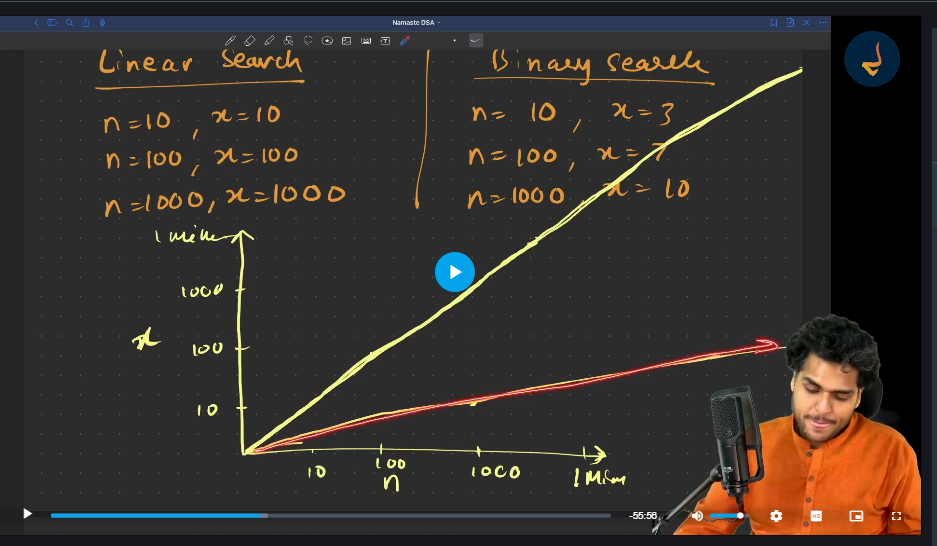 Namaste DSA
Linear Search
Binary search
n=10, x=10
n=10, x=3
n=100, x=100
n=100, x=7
n=1000, x=1000
n=1000, x=10
1 million
1000
x
100
10
10
100
1000
1 Million
n
-55:56
HD